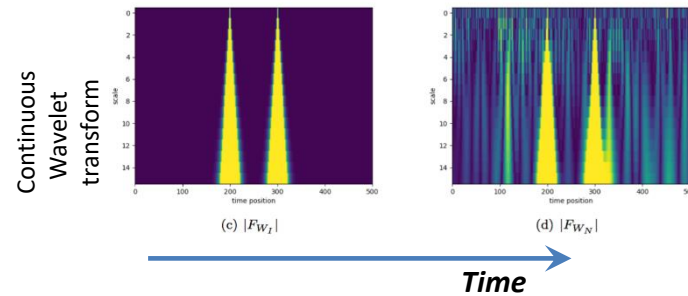 Continuous
Wavelet
transform
scale
0
2
4
6
8
10
12
14
0 100 200 300 400 500
time position
(c) |F_{W_I}|
scale
0
2
4
6
8
10
12
14
0 100 200 300 400 500
time position
(d) |F_{W_N}|
Time